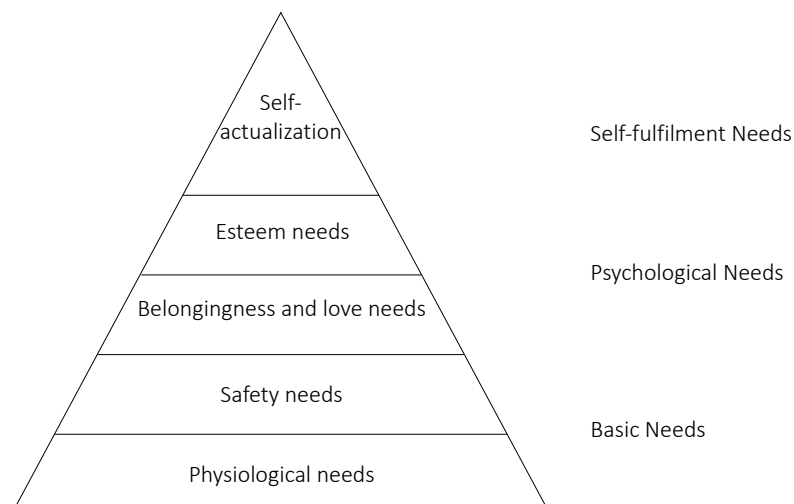 Self-
actualization
Self-fulfilment Needs
Esteem needs
Psychological Needs
Belongingness and love needs
Safety needs
Basic Needs
Physiological needs